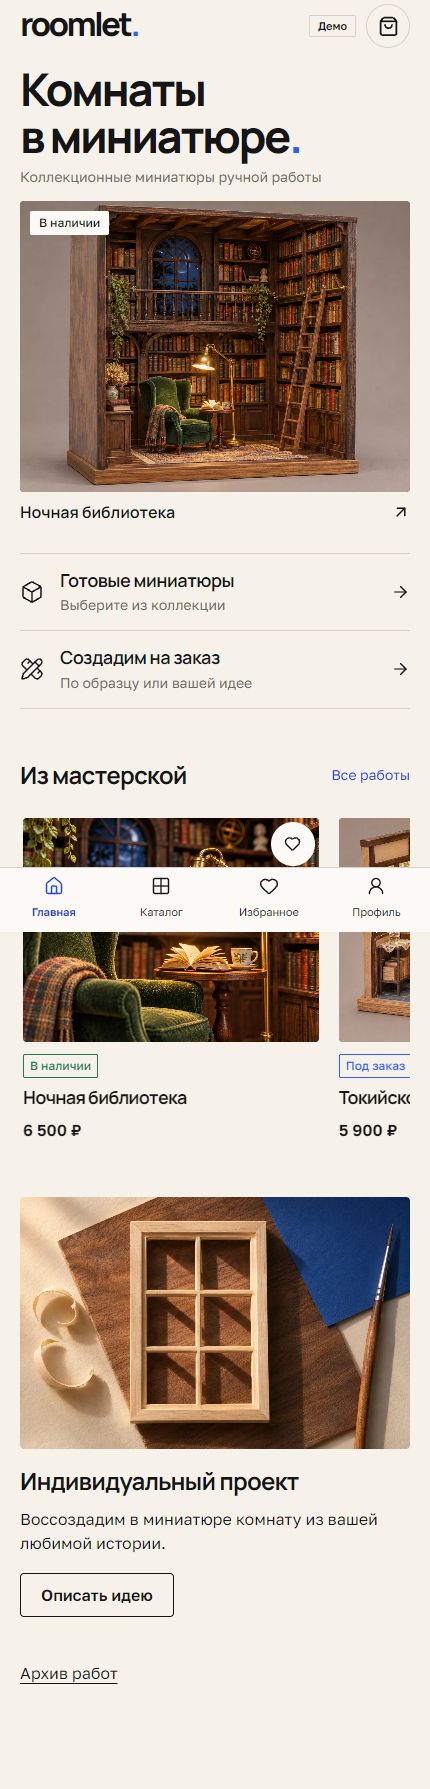 roomlet.
Демо
Комнаты
в миниатюре.
Коллекционные миниатюры ручной работы
В наличии
Ночная библиотека
Готовые миниатюры
Выберите из коллекции
Создадим на заказ
По образцу или вашей идее
Из мастерской
Все работы
Главная
Каталог
Избранное
Профиль
В наличии
Ночная библиотека
6 500 ₽
Под заказ
Токийско
5 900 ₽
Индивидуальный проект
Воссоздадим в миниатюре комнату из вашей
любимой истории.
Описать идею
Архив работ